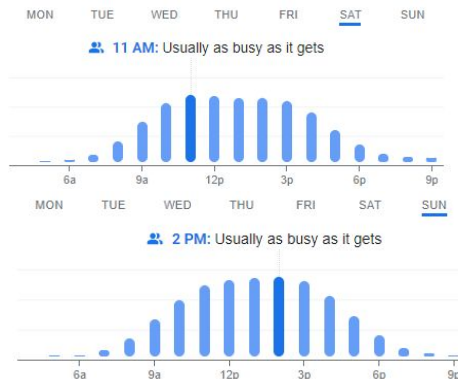 MON TUE WED THU FRI SAT SUN
11 AM: Usually as busy as it gets
6a 9a 12p 3p 6p 9p
MON TUE WED THU FRI SAT SUN
2 PM: Usually as busy as it gets
6a 9a 12p 3p 6p 9p